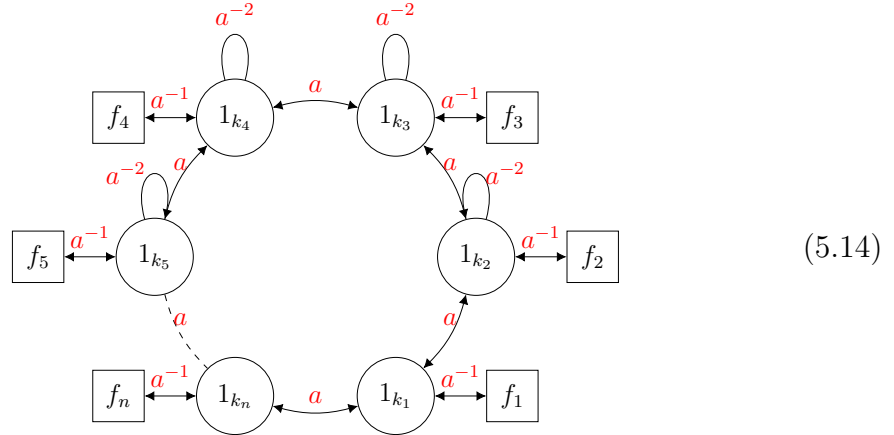 a^{-2} a^{-2}
a
f_4 a^{-1} 1_{k_4} 1_{k_3} a^{-1} f_3
a^{-2} a a a^{-2}
f_5 a^{-1} 1_{k_5} 1_{k_2} a^{-1} f_2 (5.14)
a a
f_n a^{-1} 1_{k_n} a 1_{k_1} a^{-1} f_1